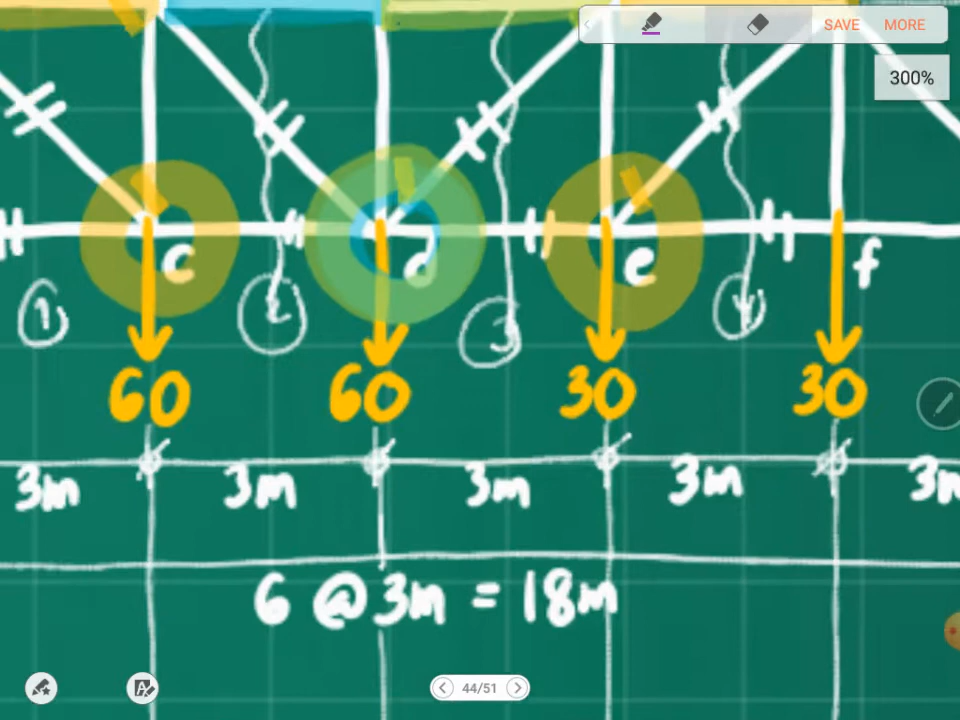 SAVE MORE
300%
c d e f
1 2 3 4
60 60 30 30
3m 3m 3m 3m
6 @ 3m = 18m
44/51